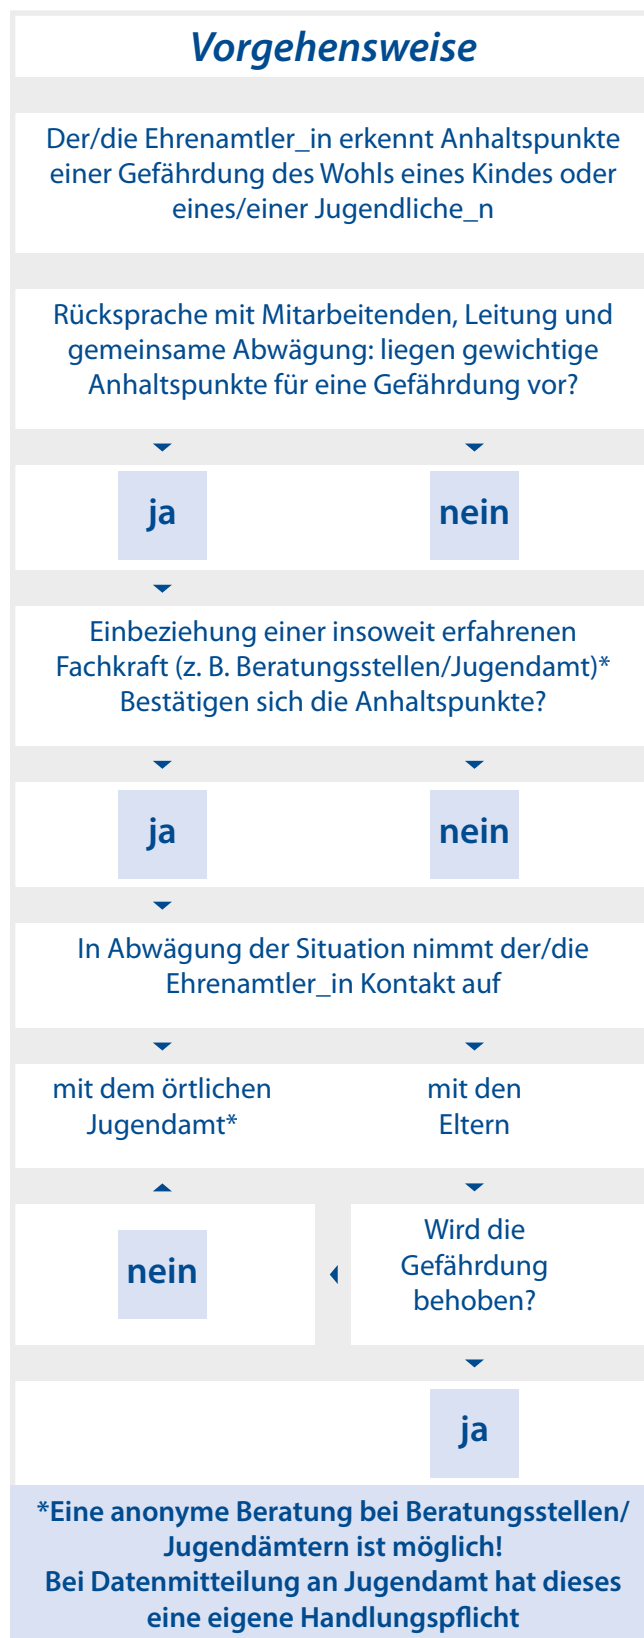 Vorgehensweise
Der/die Ehrenamtler_in erkennt Anhaltspunkte
einer Gefährdung des Wohls eines Kindes oder
eines/einer Jugendliche_n
Rücksprache mit Mitarbeitenden, Leitung und
gemeinsame Abwägung: liegen gewichtige
Anhaltspunkte für eine Gefährdung vor?
ja
nein
Einbeziehung einer insoweit erfahrenen
Fachkraft (z. B. Beratungsstellen/Jugendamt)*
Bestätigen sich die Anhaltspunkte?
ja
nein
In Abwägung der Situation nimmt der/die
Ehrenamtler_in Kontakt auf
mit dem örtlichen
Jugendamt*
mit den
Eltern
Wird die
Gefährdung
behoben?
nein
ja
*Eine anonyme Beratung bei Beratungsstellen/
Jugendämtern ist möglich!
Bei Datenmitteilung an Jugendamt hat dieses
eine eigene Handlungspflicht